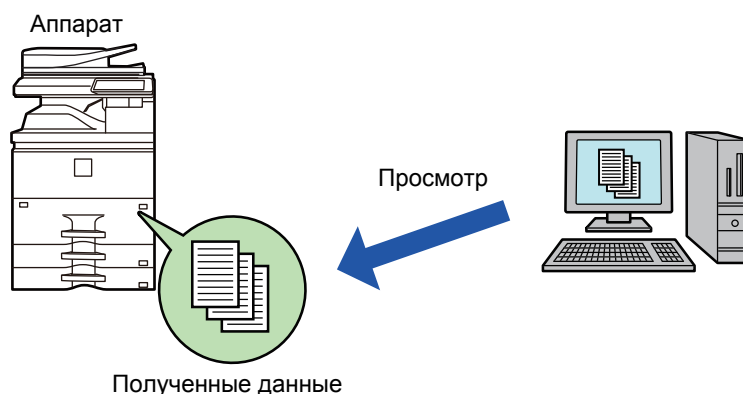 Аппарат
Просмотр
Полученные данные